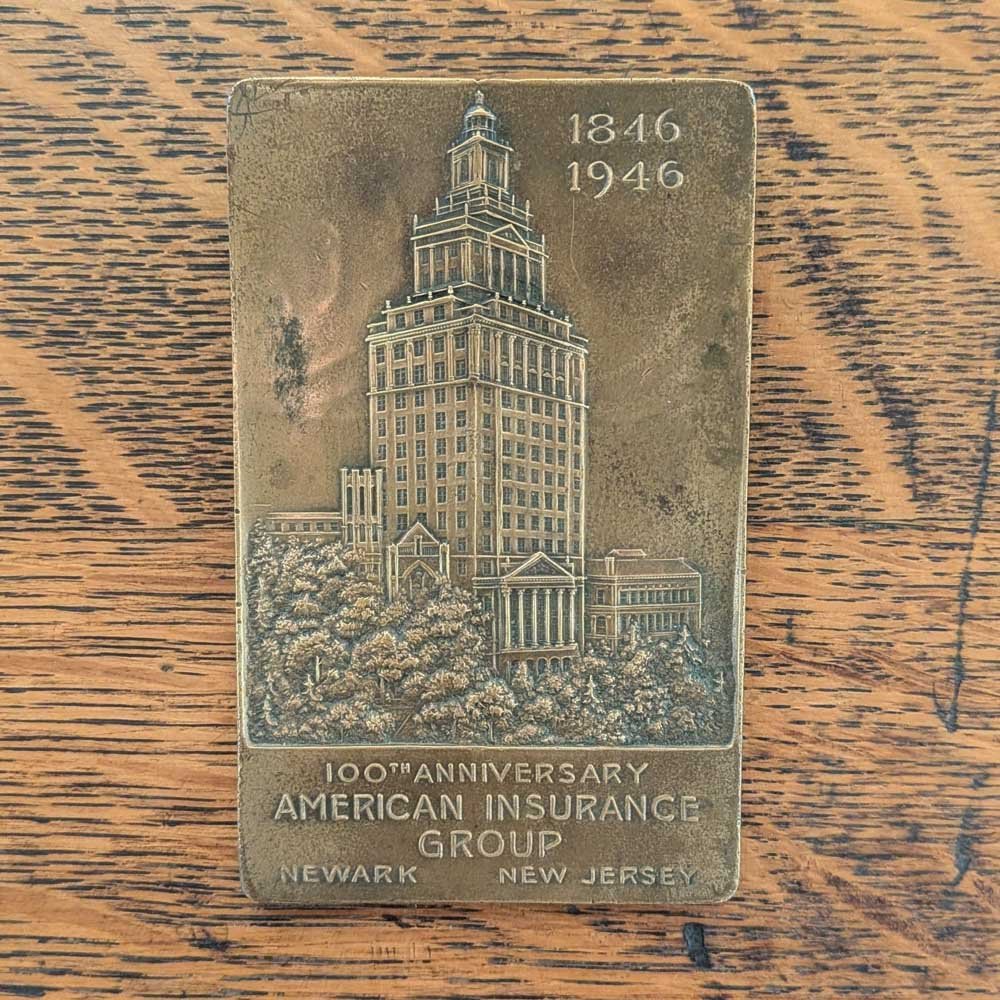 1846
1946
100TH ANNIVERSARY
AMERICAN INSURANCE
GROUP
NEWARK NEW JERSEY